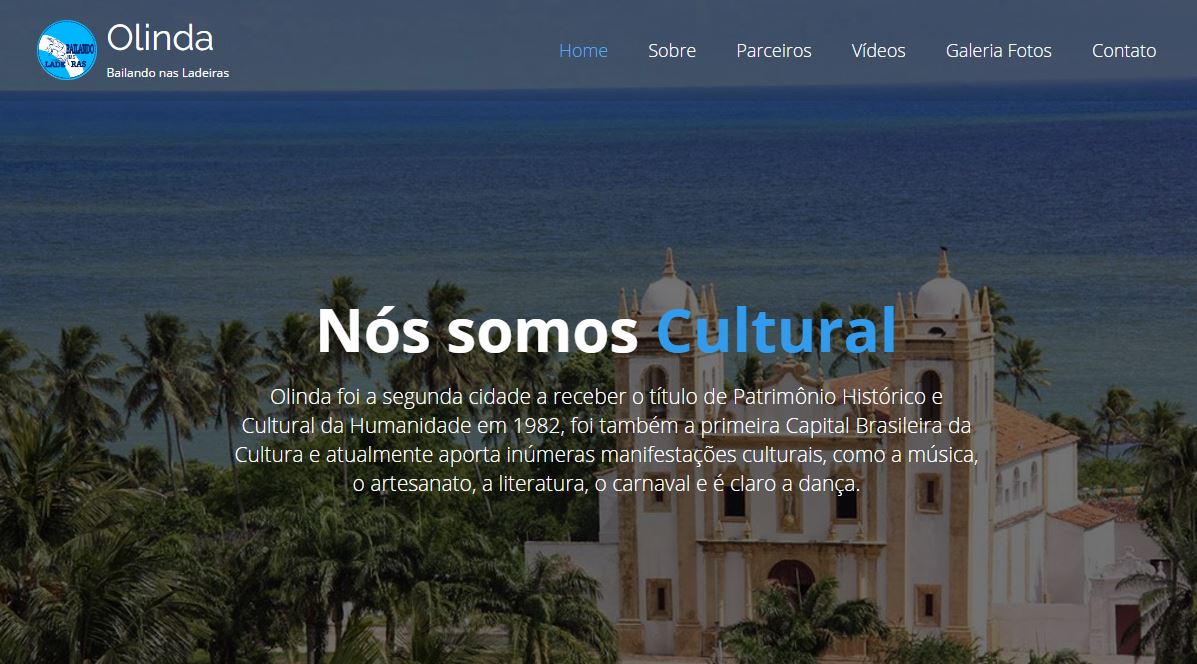 BAILANDO
NAS
LADEIRAS
Olinda
Bailando nas Ladeiras
Home Sobre Parceiros Vídeos Galeria Fotos Contato
Nós somos Cultural
Olinda foi a segunda cidade a receber o título de Patrimônio Histórico e
Cultural da Humanidade em 1982, foi também a primeira Capital Brasileira da
Cultura e atualmente aporta inúmeras manifestações culturais, como a música,
o artesanato, a literatura, o carnaval e é claro a dança.